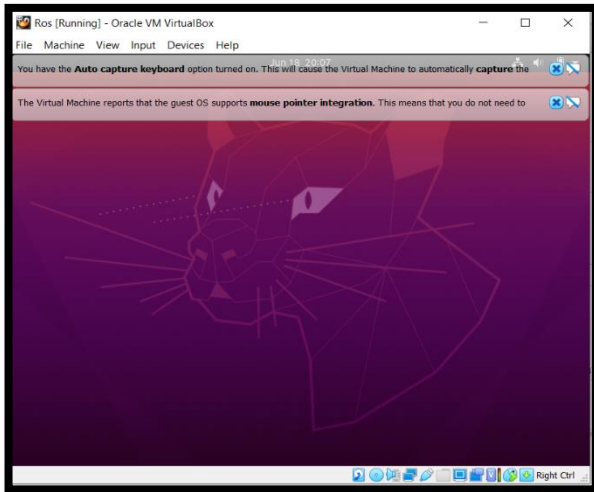 Ros [Running] - Oracle VM VirtualBox
File Machine View Input Devices Help
Jun 18 20:07
You have the Auto capture keyboard option turned on. This will cause the Virtual Machine to automatically capture the
The Virtual Machine reports that the guest OS supports mouse pointer integration. This means that you do not need to
Right Ctrl